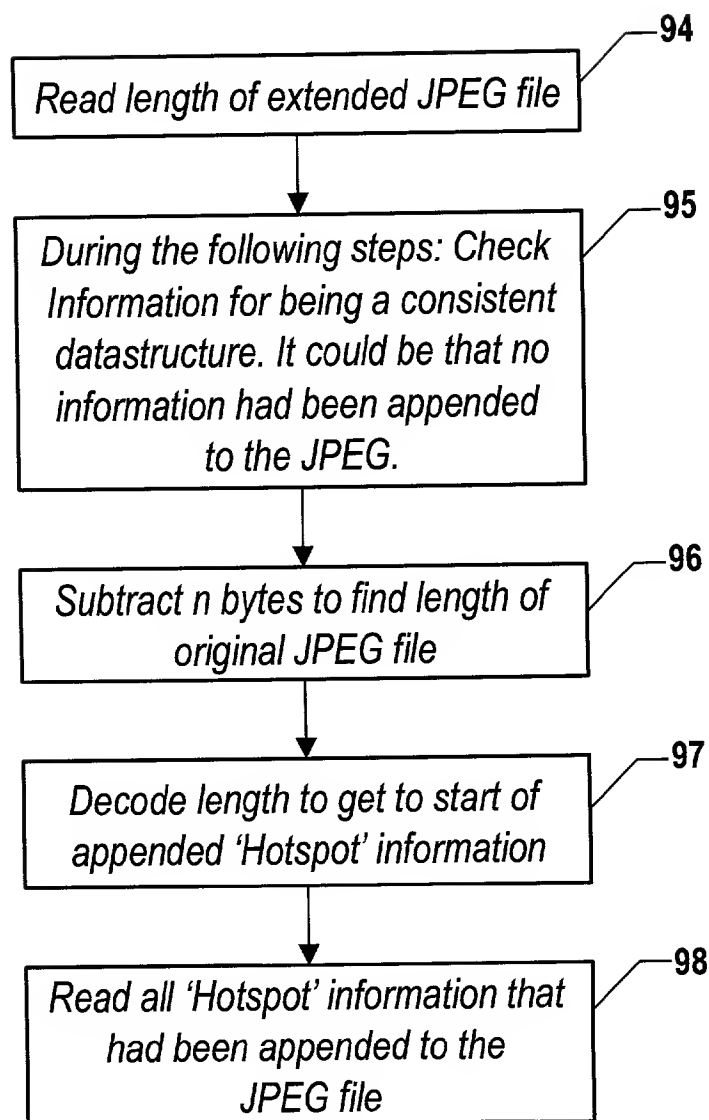 94
Read length of extended JPEG file
95
During the following steps: Check
Information for being a consistent
datastructure. It could be that no
information had been appended
to the JPEG.
96
Subtract n bytes to find length of
original JPEG file
97
Decode length to get to start of
appended ‘Hotspot’ information
98
Read all ‘Hotspot’ information that
had been appended to the
JPEG file